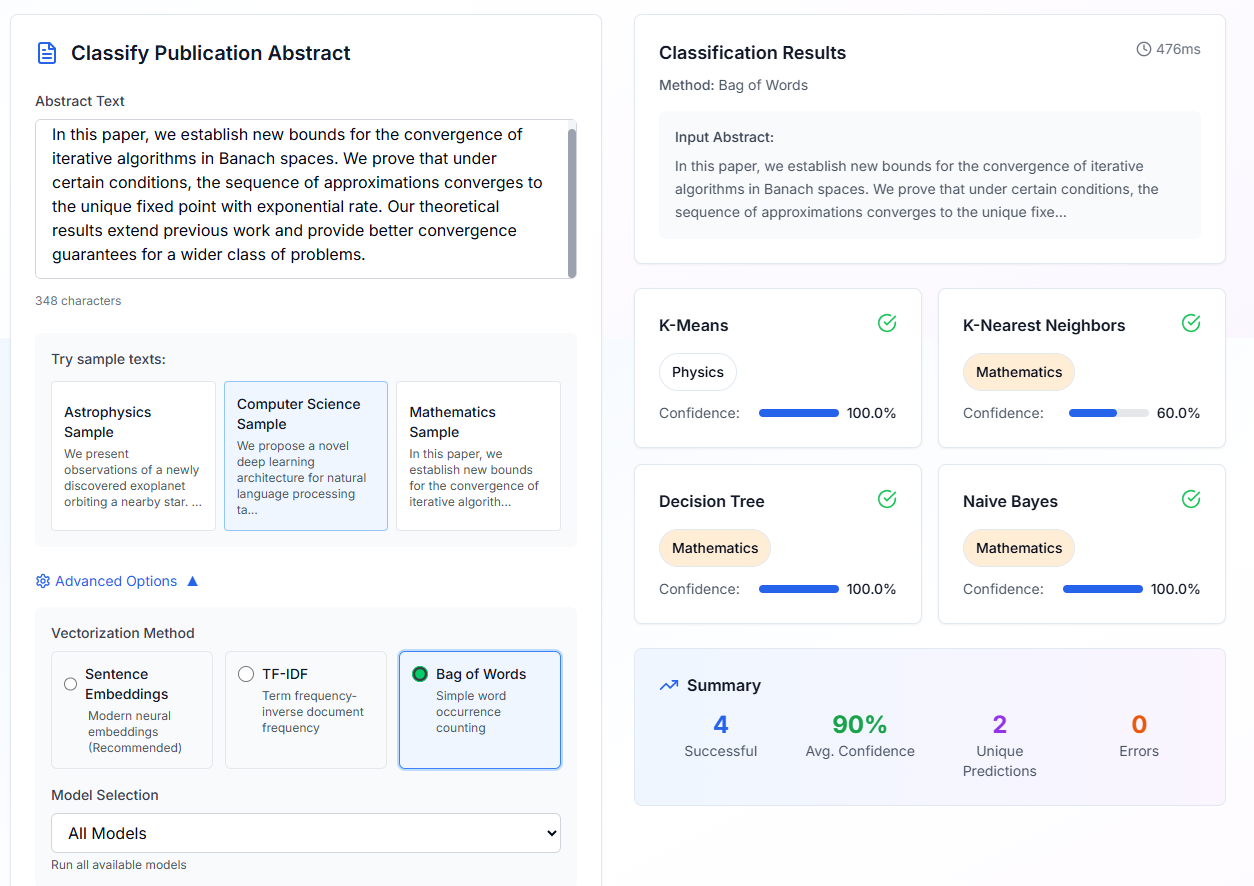 Classify Publication Abstract
Abstract Text
In this paper, we establish new bounds for the convergence of
iterative algorithms in Banach spaces. We prove that under
certain conditions, the sequence of approximations converges to
the unique fixed point with exponential rate. Our theoretical
results extend previous work and provide better convergence
guarantees for a wider class of problems.
348 characters
Try sample texts:
Astrophysics
Sample
We present
observations of a newly
discovered exoplanet
orbiting a nearby star. ...
Computer Science
Sample
We propose a novel
deep learning
architecture for natural
language processing
ta...
Mathematics
Sample
In this paper, we
establish new bounds
for the convergence of
iterative algorith...
Advanced Options ▲
Vectorization Method
Sentence
Embeddings
Modern neural
embeddings
(Recommended)
TF-IDF
Term frequency-
inverse document
frequency
Bag of Words
Simple word
occurrence
counting
Model Selection
All Models
Run all available models
Classification Results
476ms
Method: Bag of Words
Input Abstract:
In this paper, we establish new bounds for the convergence of iterative
algorithms in Banach spaces. We prove that under certain conditions, the
sequence of approximations converges to the unique fixe...
K-Means
Physics
Confidence: 100.0%
K-Nearest Neighbors
Mathematics
Confidence: 60.0%
Decision Tree
Mathematics
Confidence: 100.0%
Naive Bayes
Mathematics
Confidence: 100.0%
Summary
4
Successful
90%
Avg. Confidence
2
Unique
Predictions
0
Errors